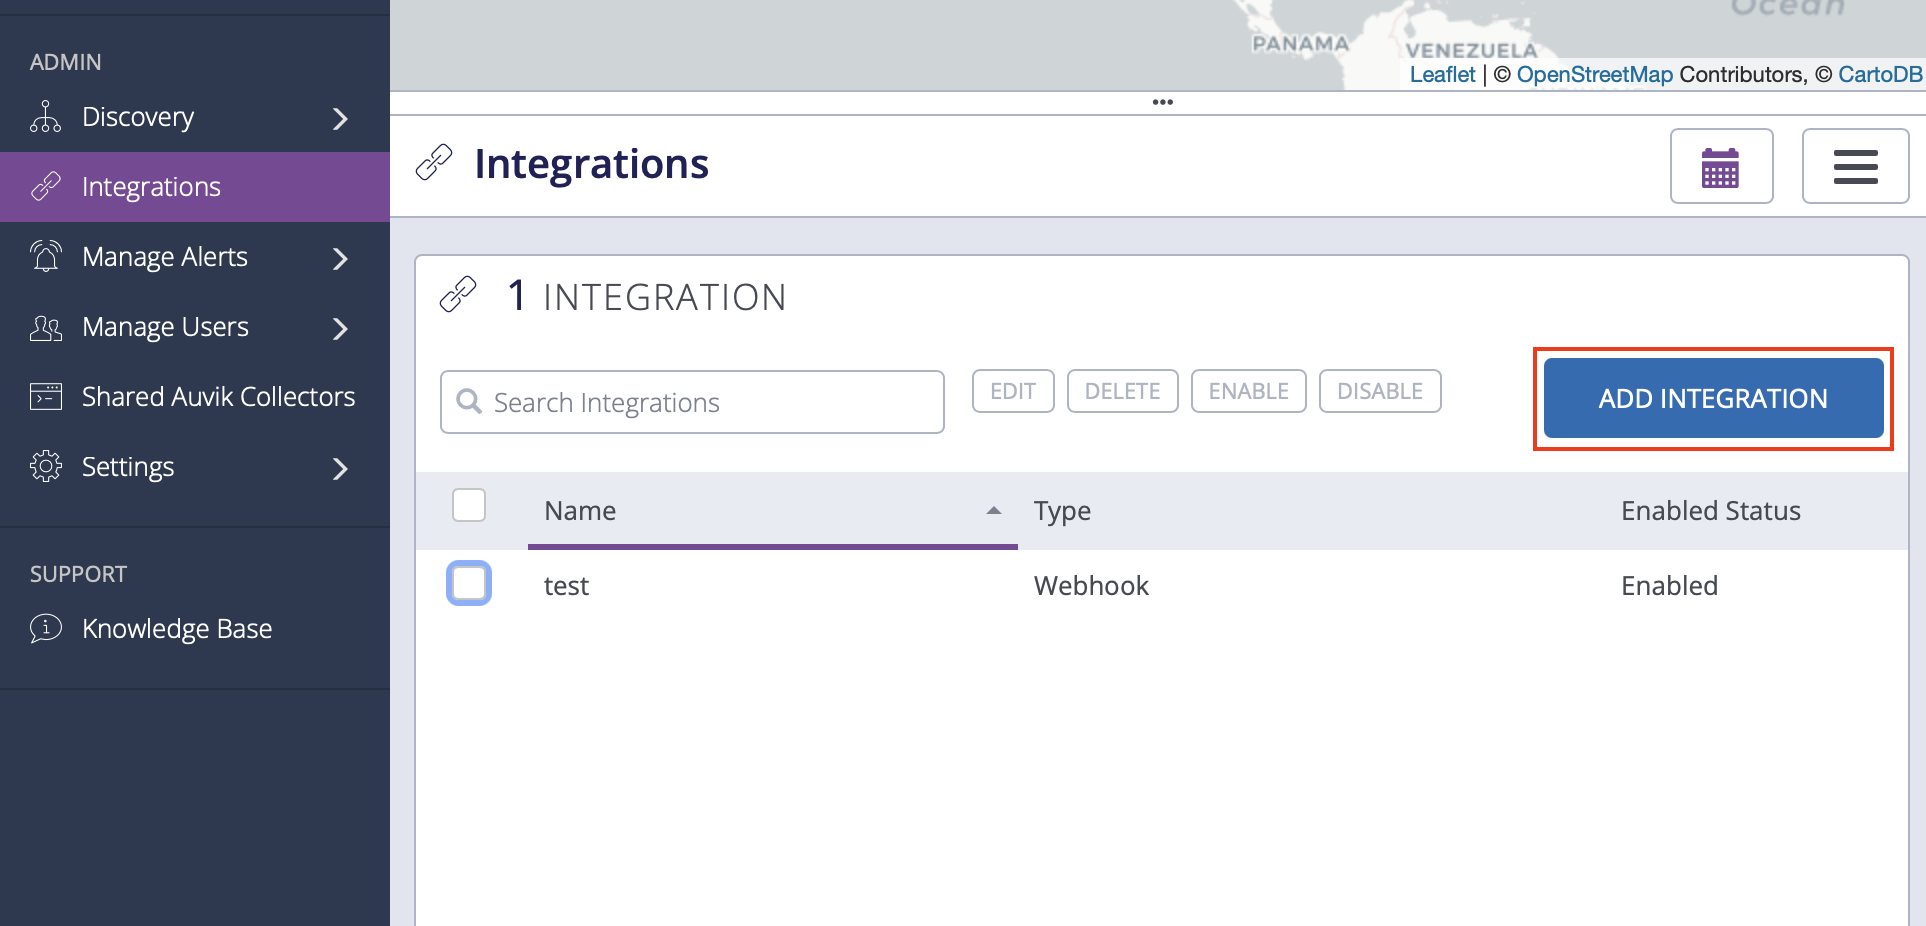 ADMIN
Discovery
Integrations
Manage Alerts
Manage Users
Shared Auvik Collectors
Settings
SUPPORT
Knowledge Base
Ocean
PANAMA
VENEZUELA
Leaflet | © OpenStreetMap Contributors, © CartoDB
Integrations
1 INTEGRATION
Search Integrations
EDIT DELETE ENABLE DISABLE
ADD INTEGRATION
Name Type Enabled Status
test Webhook Enabled